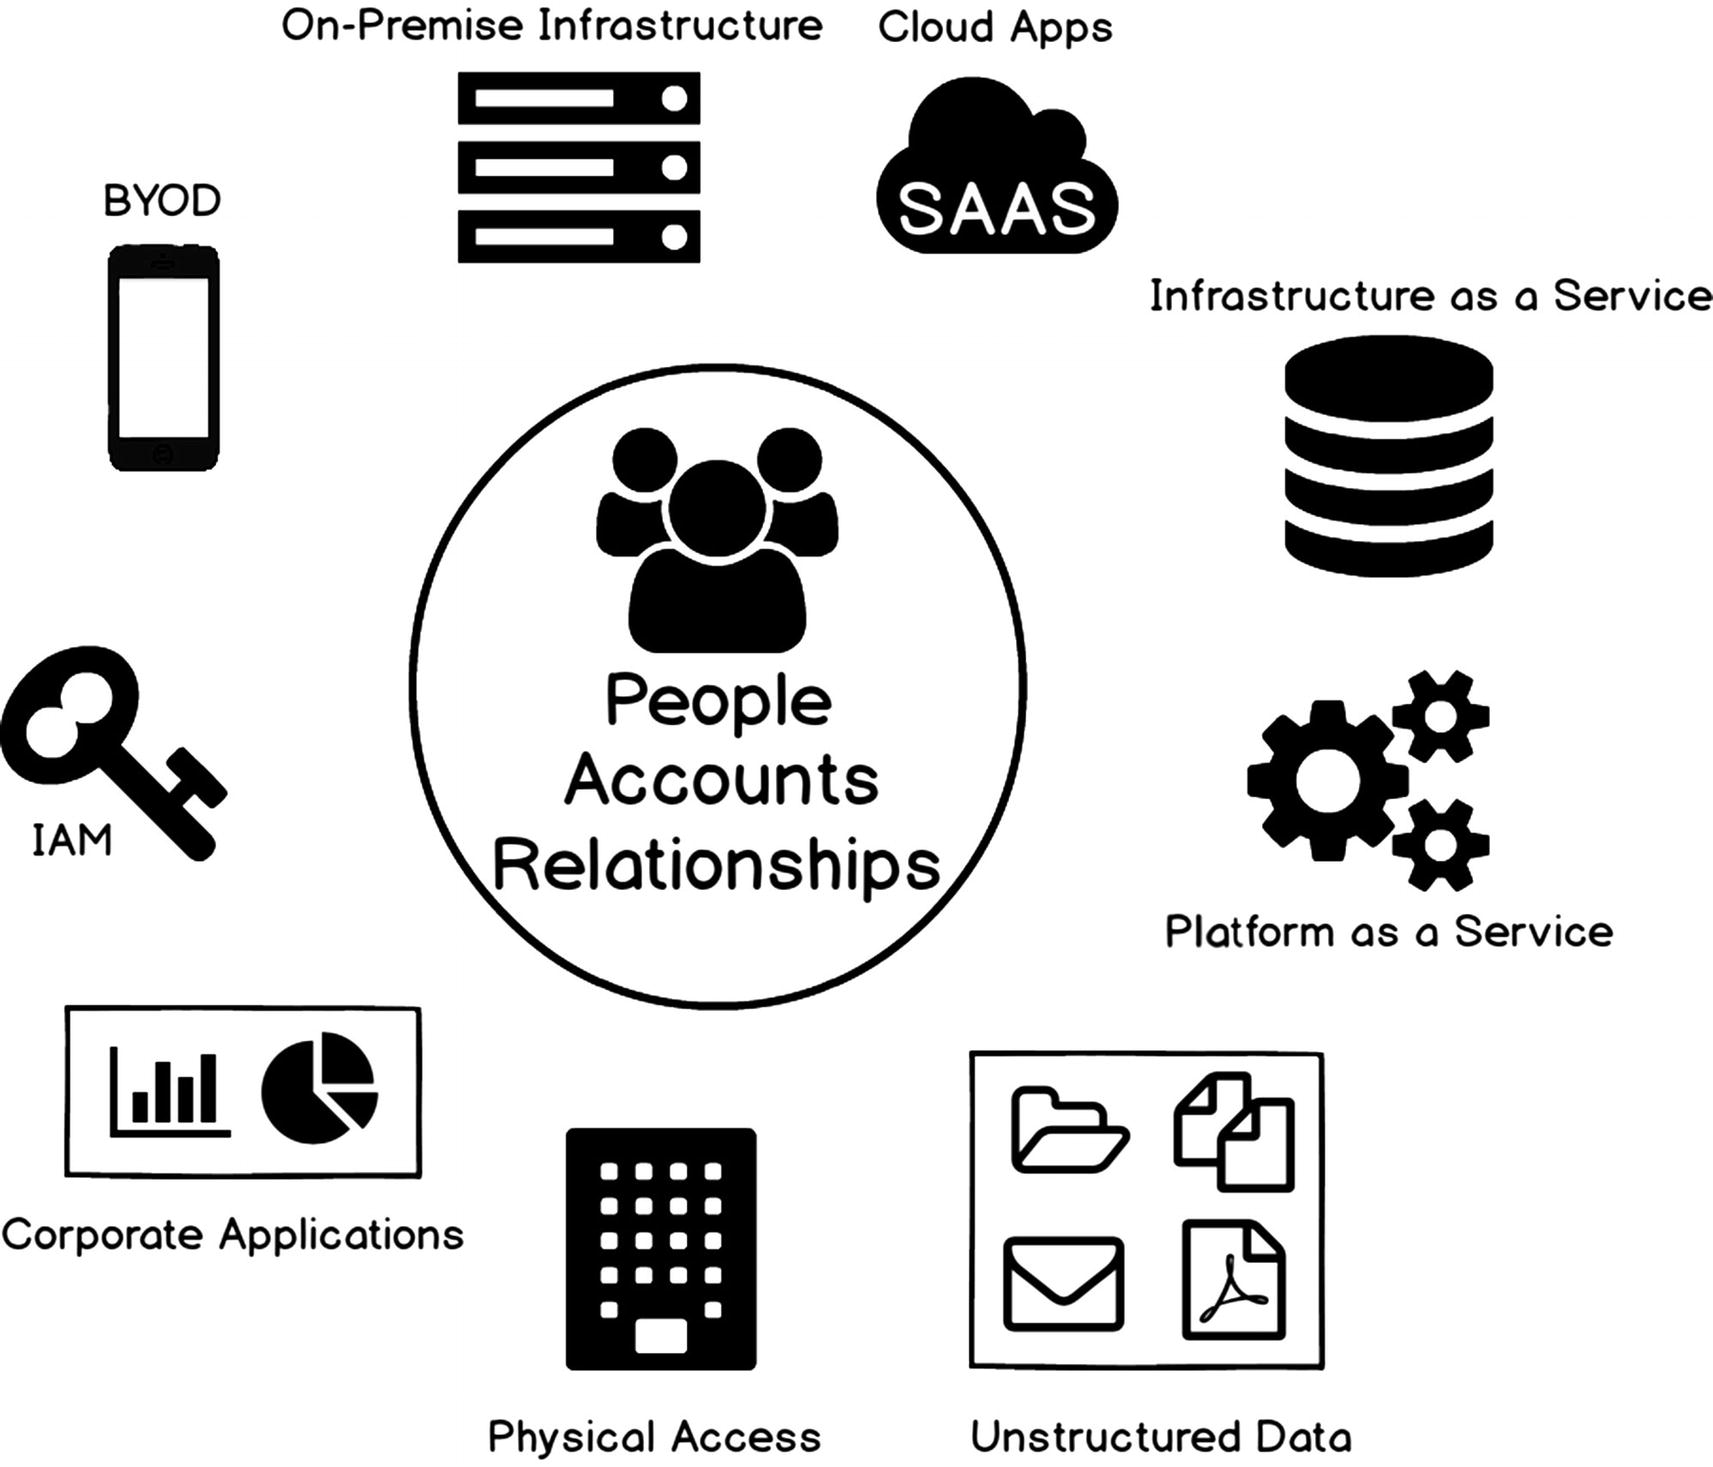 On-Premise Infrastructure
Cloud Apps
BYOD
SAAS
Infrastructure as a Service
People
Accounts
Relationships
IAM
Platform as a Service
Corporate Applications
Physical Access
Unstructured Data